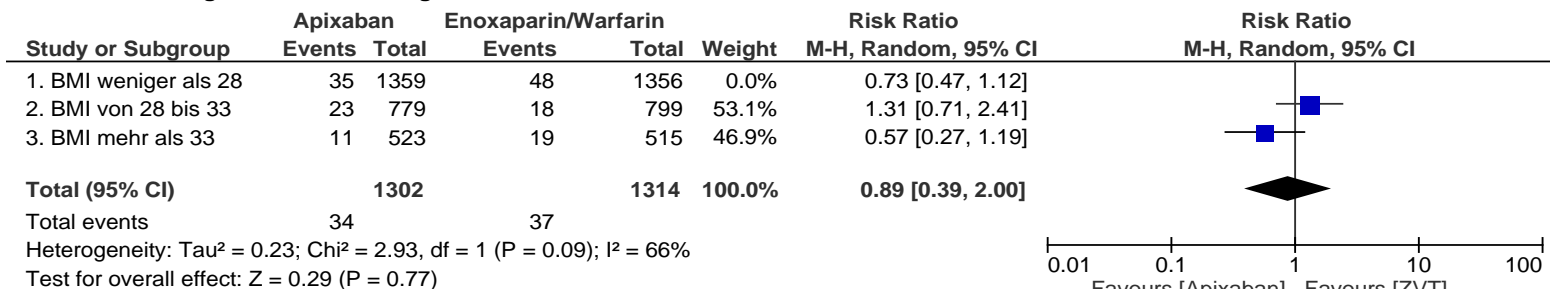 Apixaban Enoxaparin/Warfarin Risk Ratio Risk Ratio
Study or Subgroup Events Total Events Total Weight M-H, Random, 95% CI M-H, Random, 95% CI
1. BMI weniger als 28 35 1359 48 1356 0.0% 0.73 [0.47, 1.12]
2. BMI von 28 bis 33 23 779 18 799 53.1% 1.31 [0.71, 2.41]
3. BMI mehr als 33 11 523 19 515 46.9% 0.57 [0.27, 1.19]
Total (95% CI) 1302 1314 100.0% 0.89 [0.39, 2.00]
Total events 34 37
Heterogeneity: Tau² = 0.23; Chi² = 2.93, df = 1 (P = 0.09); I² = 66%
Test for overall effect: Z = 0.29 (P = 0.77)
0.01 0.1 1 10 100
Favours [Apixaban] Favours [ZVT]